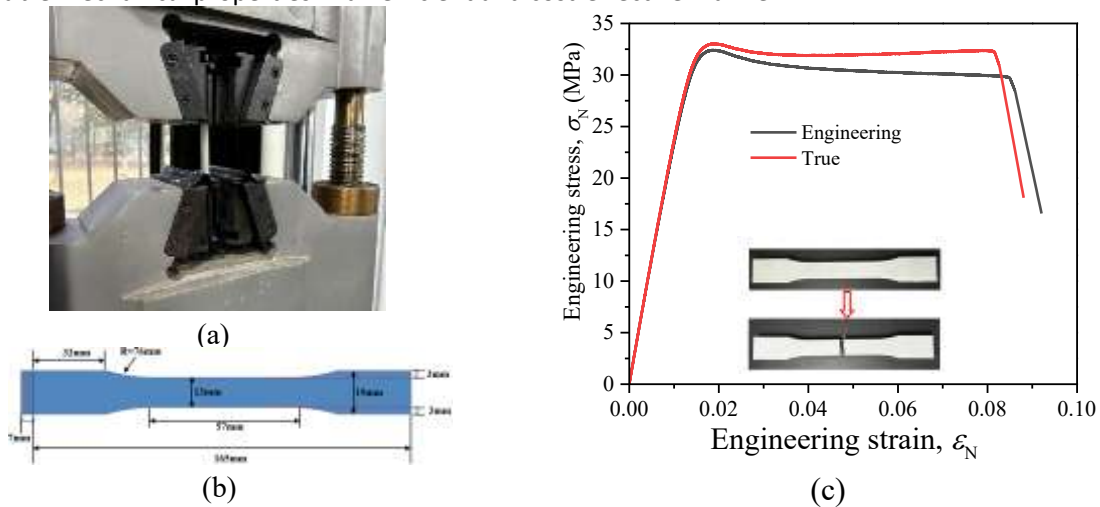 (a)
R=76mm
13mm
19mm
3mm
3mm
57mm
7mm
165mm
(b)
Engineering stress, σN (MPa)
35
30
25
20
15
10
5
0
Engineering
True
0.00 0.02 0.04 0.06 0.08 0.10
Engineering strain, εN
(c)